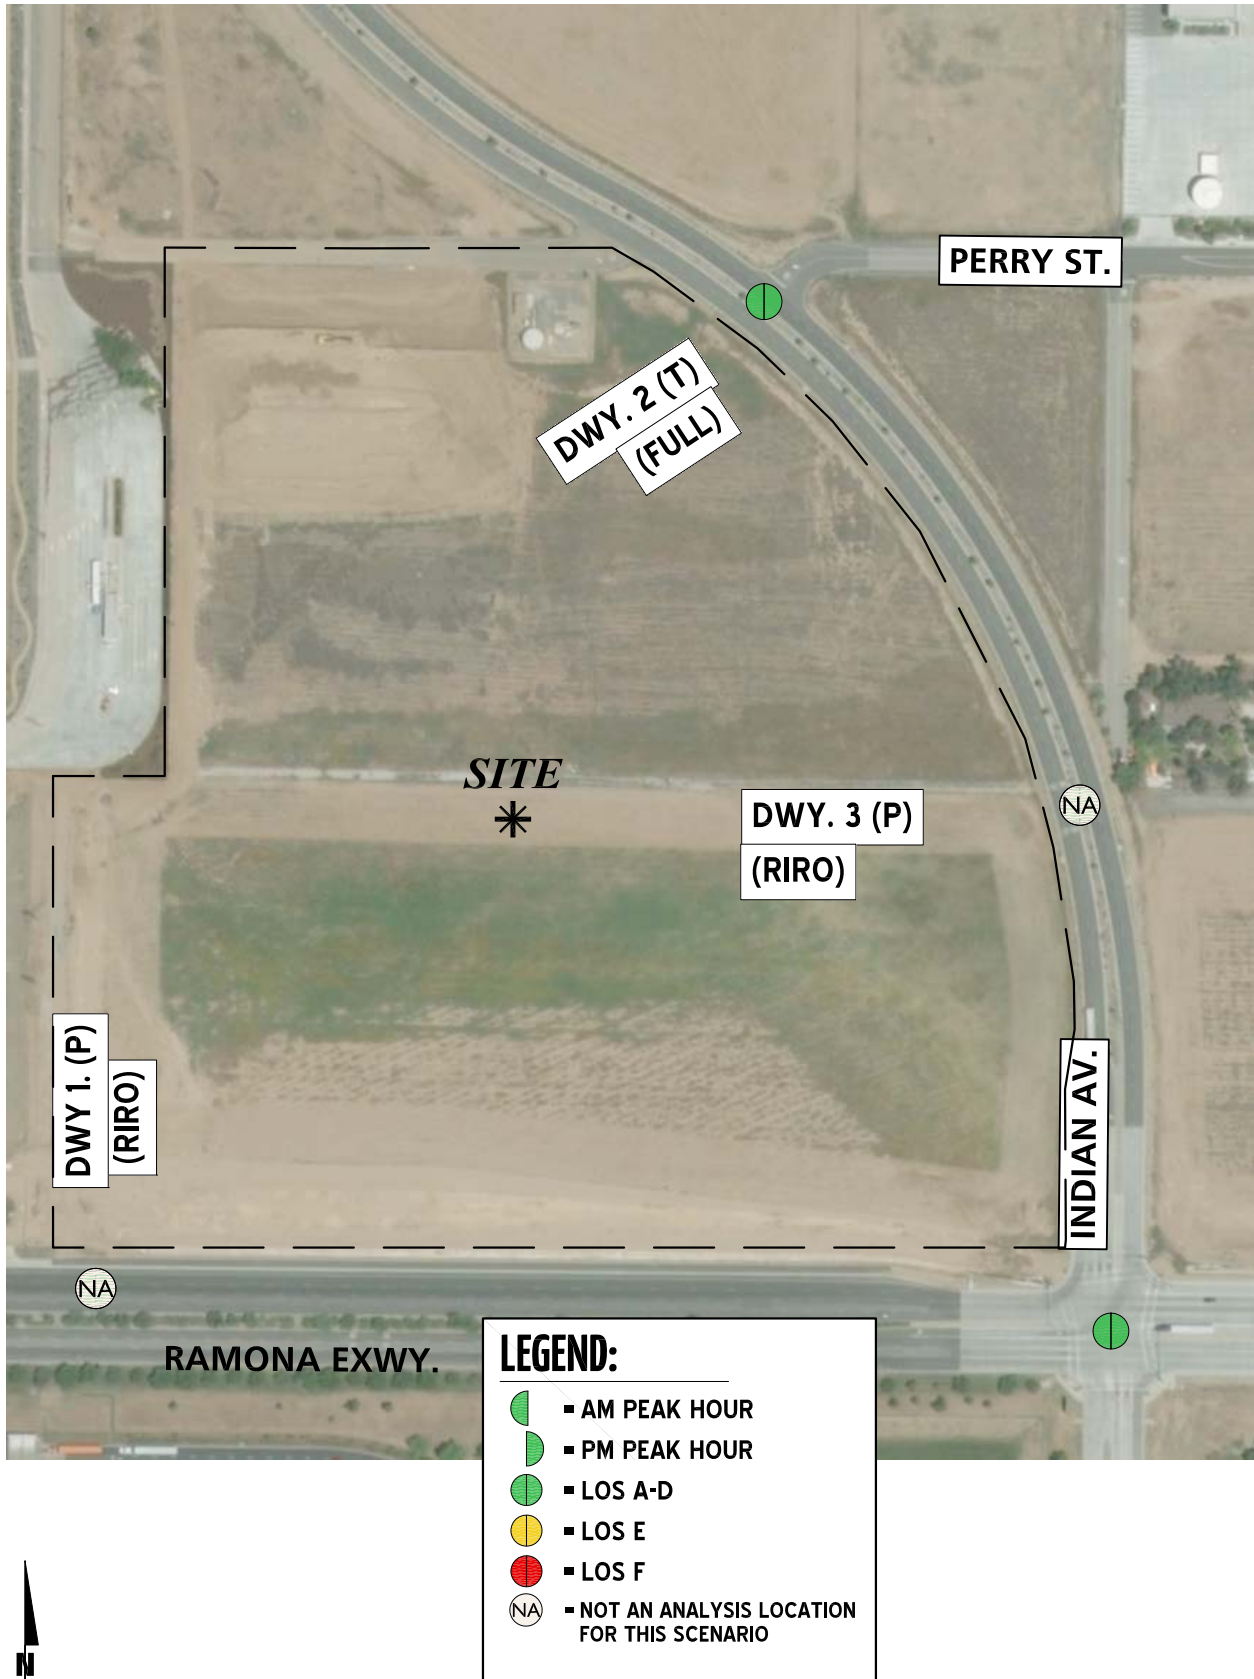 PERRY ST.
DWY. 2 (T)
(FULL)
SITE
DWY. 3 (P)
(RIRO)
NA
DWY 1. (P)
(RIRO)
INDIAN AV.
NA
RAMONA EXWY.
LEGEND:
= AM PEAK HOUR
= PM PEAK HOUR
= LOS A-D
= LOS E
= LOS F
NA = NOT AN ANALYSIS LOCATION
FOR THIS SCENARIO
N